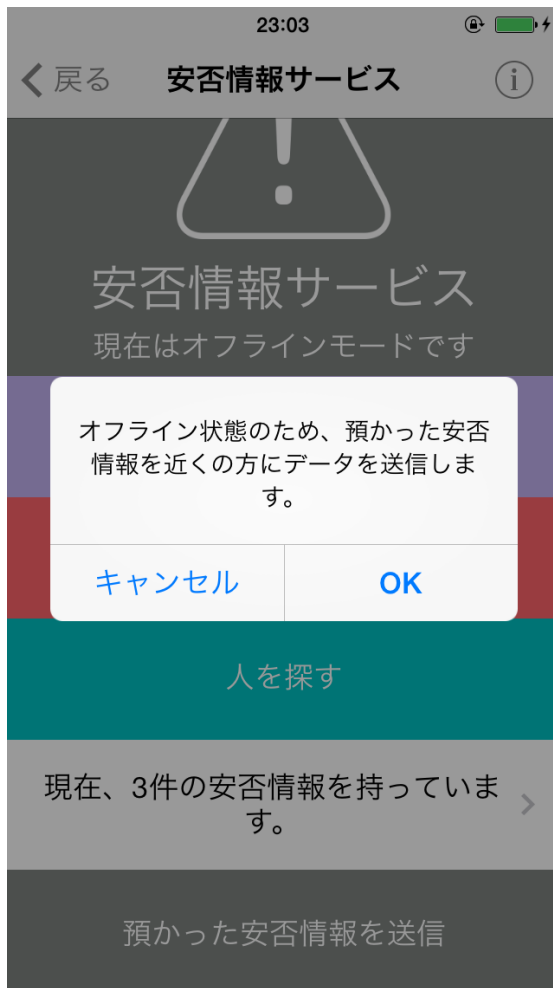 23:03
戻る
安否情報サービス
安否情報サービス
現在はオフラインモードです
オフライン状態のため、預かった安否
情報を近くの方にデータを送信しま
す。
キャンセル
OK
人を探す
現在、3件の安否情報を持っていま
す。
預かった安否情報を送信